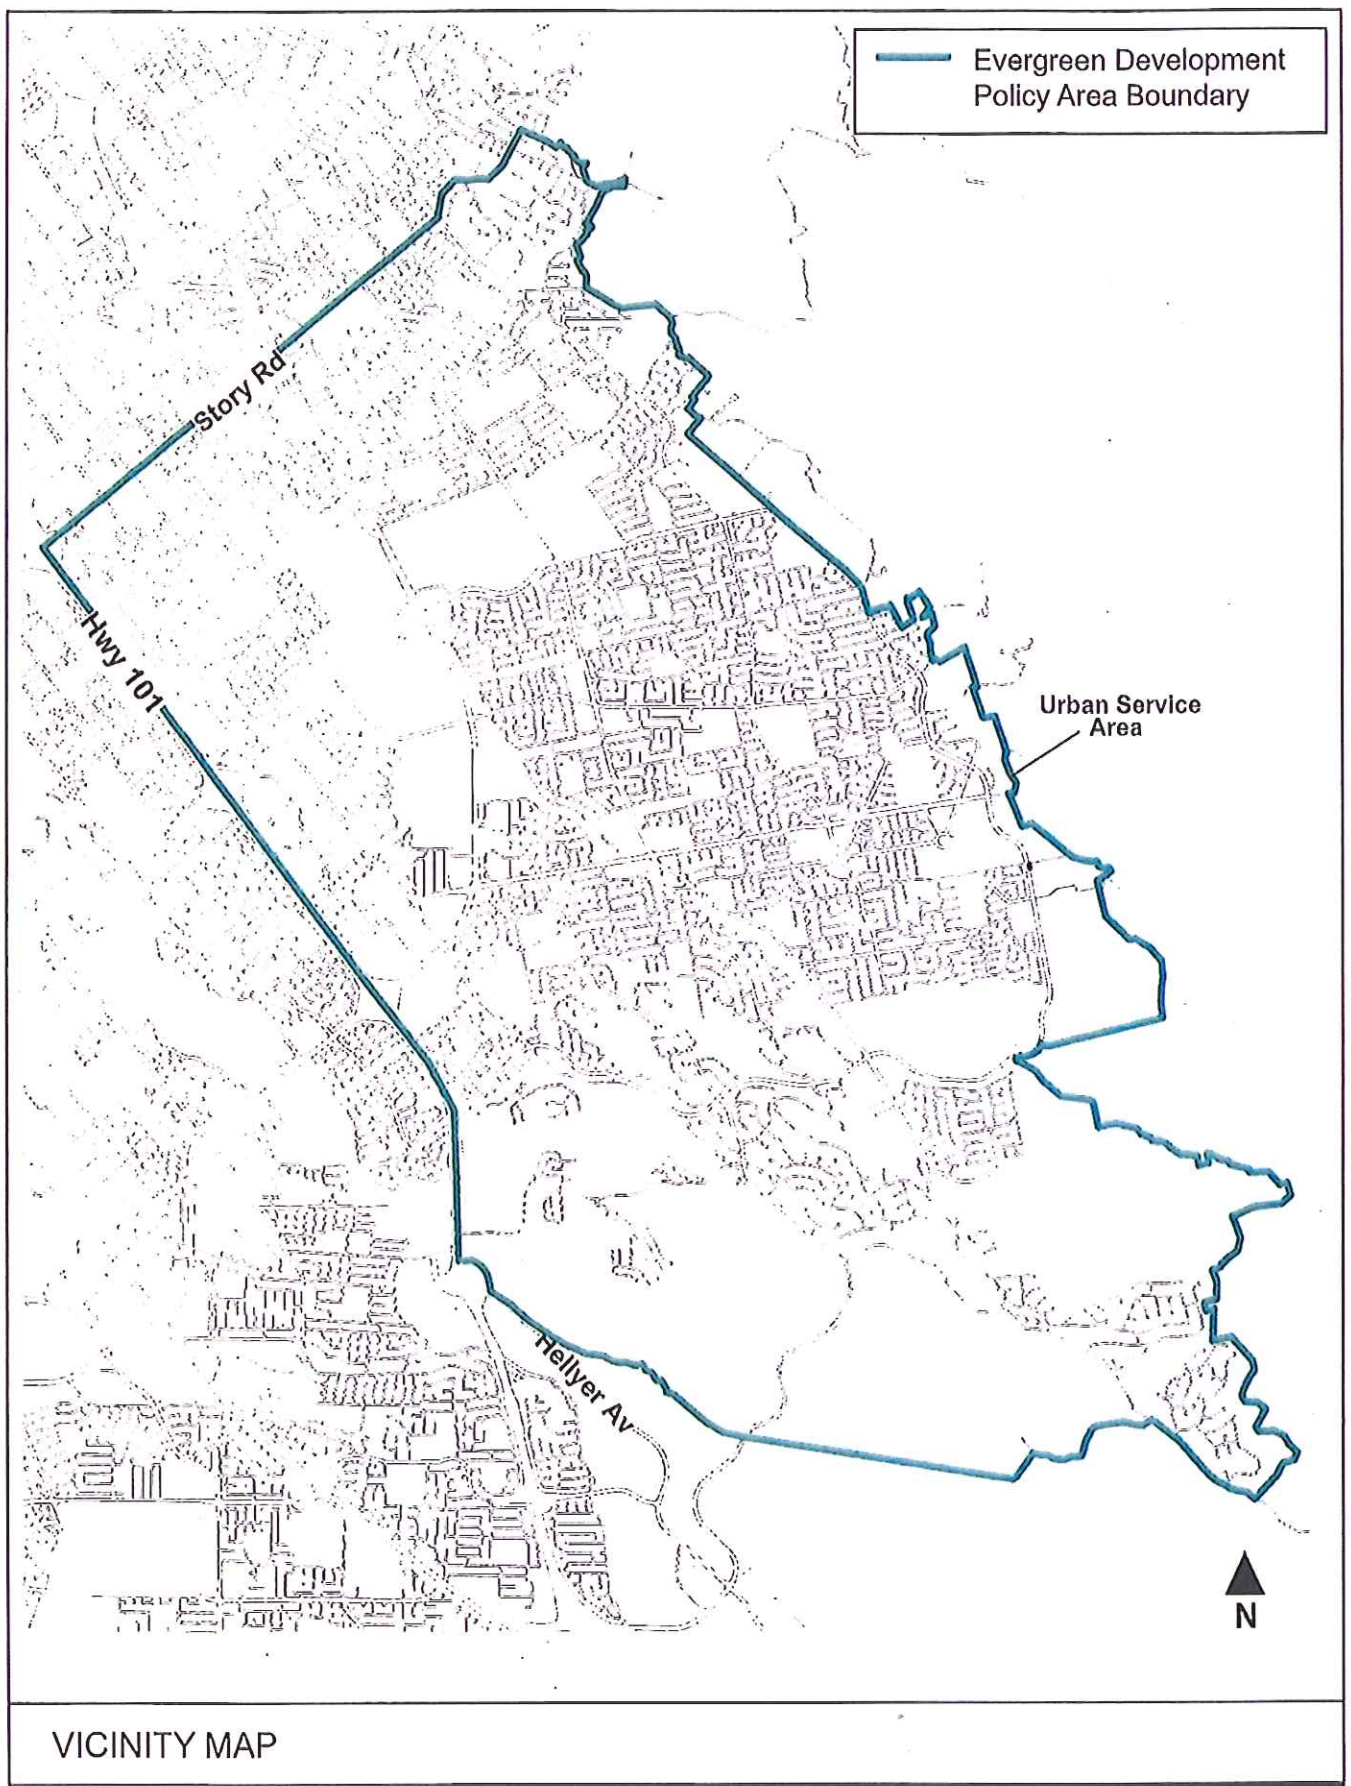 Evergreen Development
Policy Area Boundary
Story Rd
Hwy 101
Urban Service
Area
Hellyer Av
N
VICINITY MAP